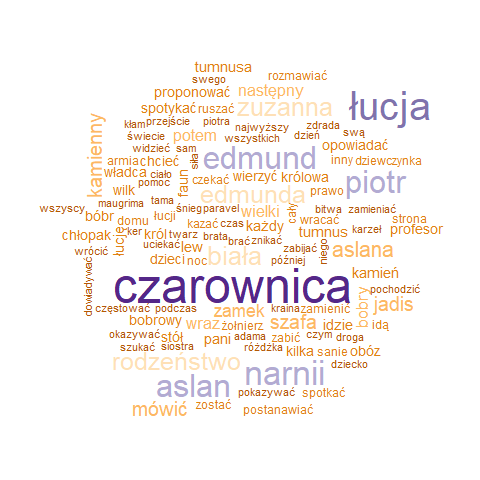 tumnusa
swego
rozmawiać
proponować
następny
spotykać
ruszać
zuzanna
łucja
kłam
przejście
piotra
zdrada
kamienny
świecie
potem
najwyższy
dzień
swą
widzieć
sam
wszystkich
opowiadać
armia
chcieć
siła
edmund
inny
dziewczynka
władca
ciało
faun
wierzyć
królowa
piotr
wilk
pomoc
czekać
edmunda
prawo
wszyscy
maugrima
tama
śnieg
paravel
wielki
cały
bitwa
zamieniać
bóbr
domu
łucji
kazać
czas
wracać
strona
chłopak
łucję
ker
król
twarz
brata
każdy
tumnus
karzeł
profesor
wrócić
uciekać
lew
brać
znikać
zabijać
niego
aslana
dzieci
noc
biała
później
kamień
dowiadywać
czarownica
pochodzić
częstować
podczas
zamek
kraina
zamienić
bobry
jadis
bobrowy
wraz
żołnierz
szafa
idzie
idą
okazywać
stół
pani
adama
zabić
czym
droga
szukać
siostra
różdżka
kilka
sanie
obóz
rodzeństwo
narnii
dziecko
aslan
pokazywać
spotkać
mówić
zostać
postanawiać